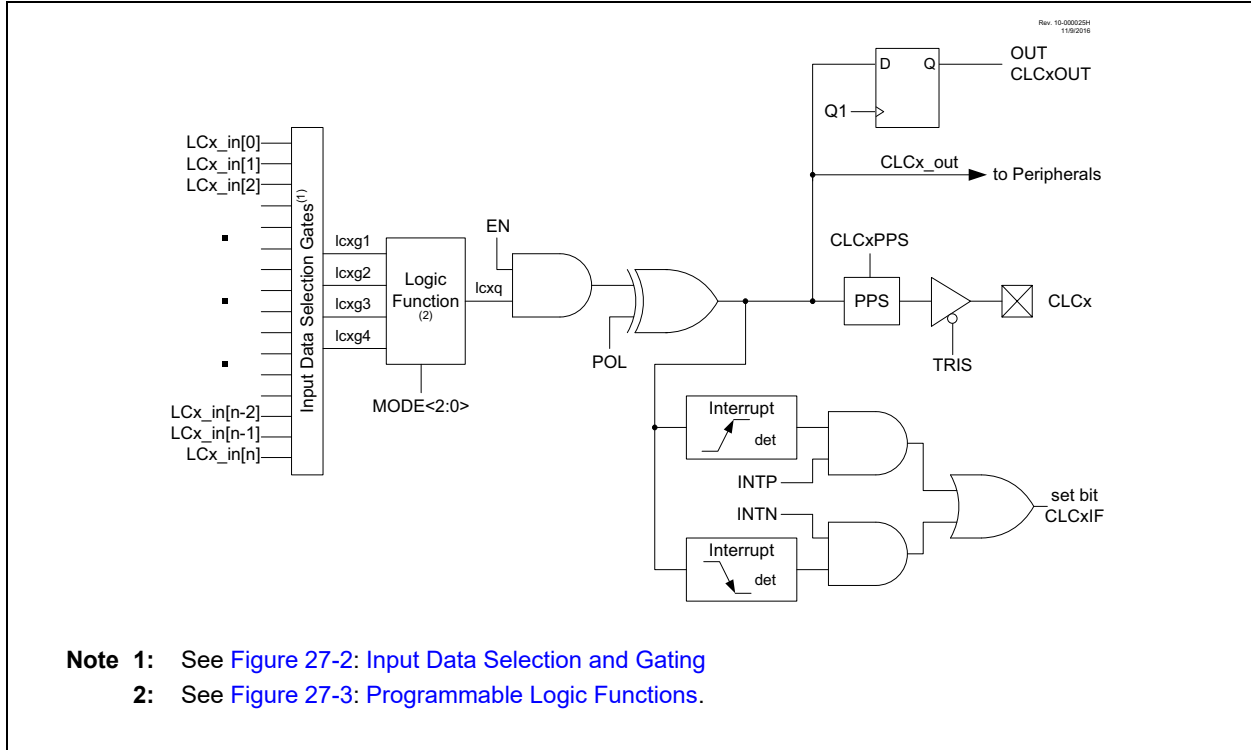 Rev. 10-000025H
11/9/2016
OUT
CLCxOUT
D Q
Q1
LCx_in[0]
LCx_in[1]
LCx_in[2]
CLCx_out
to Peripherals
Input Data Selection Gates(1)
EN
CLCxPPS
lcxg1
lcxg2
lcxg3
lcxg4
Logic
Function
(2)
lcxq
PPS
CLCx
POL
TRIS
MODE<2:0>
LCx_in[n-2]
LCx_in[n-1]
LCx_in[n]
Interrupt
det
INTP
INTN
set bit
CLCxIF
Interrupt
det
Note 1: See Figure 27-2: Input Data Selection and Gating
2: See Figure 27-3: Programmable Logic Functions.